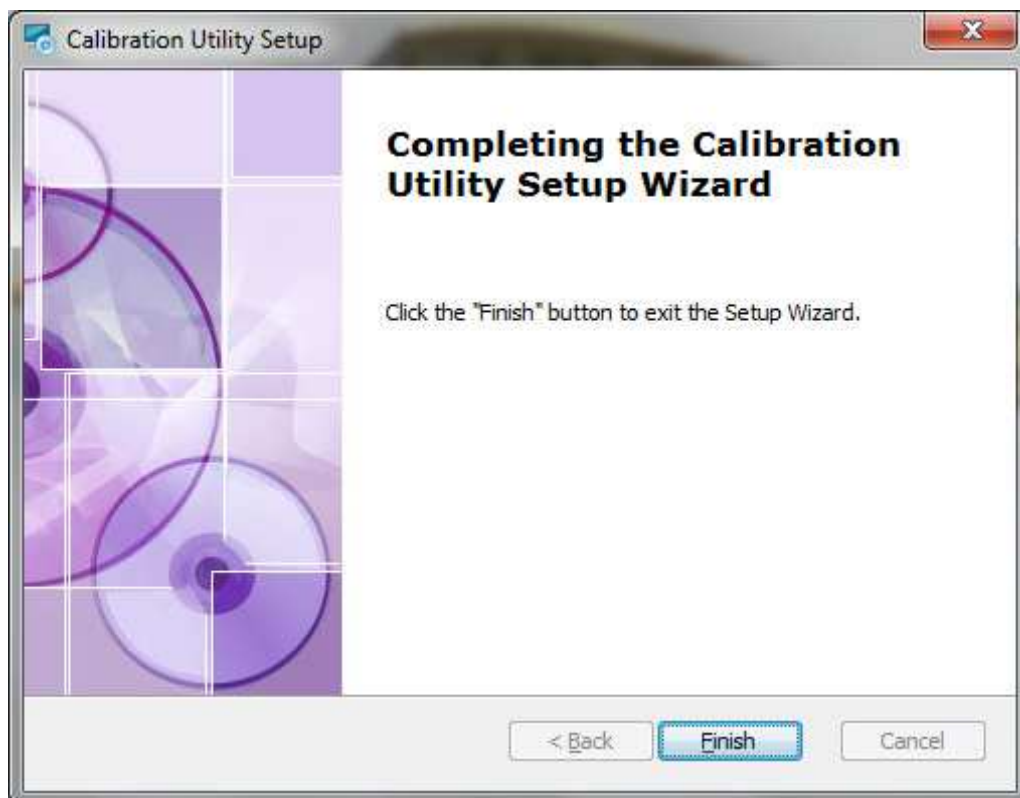 Calibration Utility Setup
Completing the Calibration
Utility Setup Wizard
Click the "Finish" button to exit the Setup Wizard.
< Back
Finish
Cancel